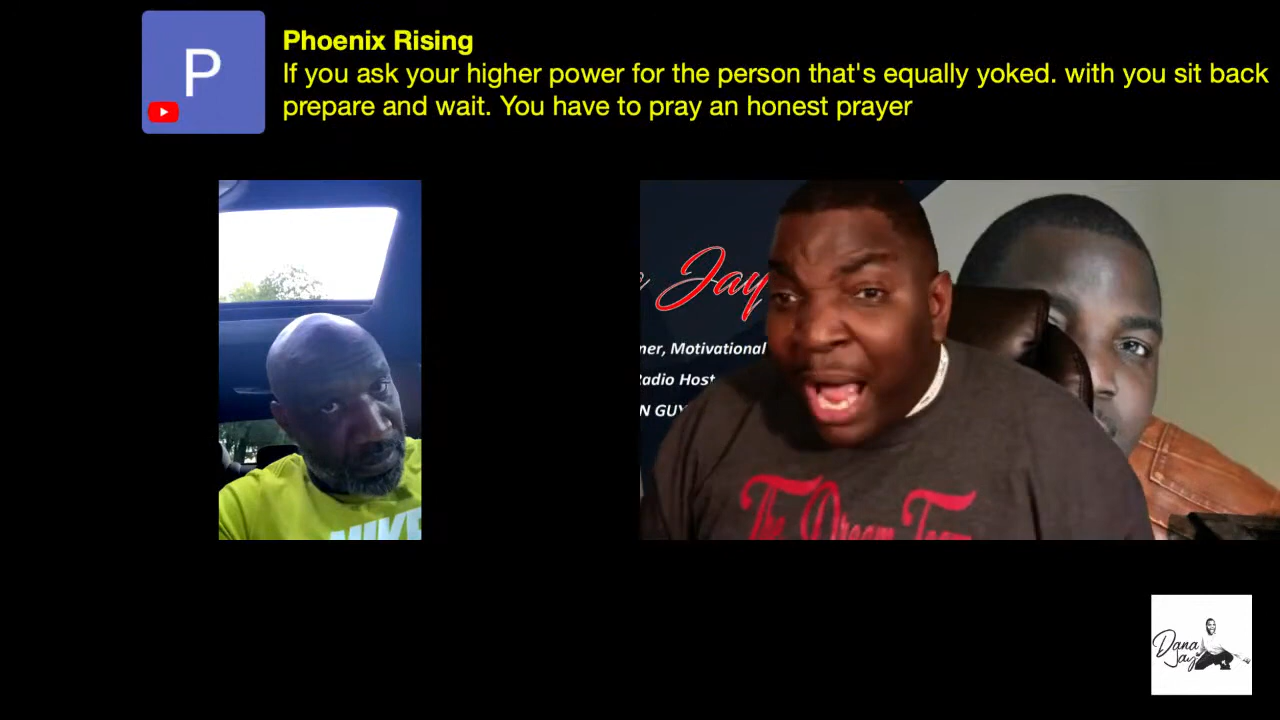 P
Phoenix Rising
If you ask your higher power for the person that's equally yoked. with you sit back
prepare and wait. You have to pray an honest prayer
Jay
ner, Motivational
Radio Host
N GUY
NIKE
The Dream Team
Dana
Jay